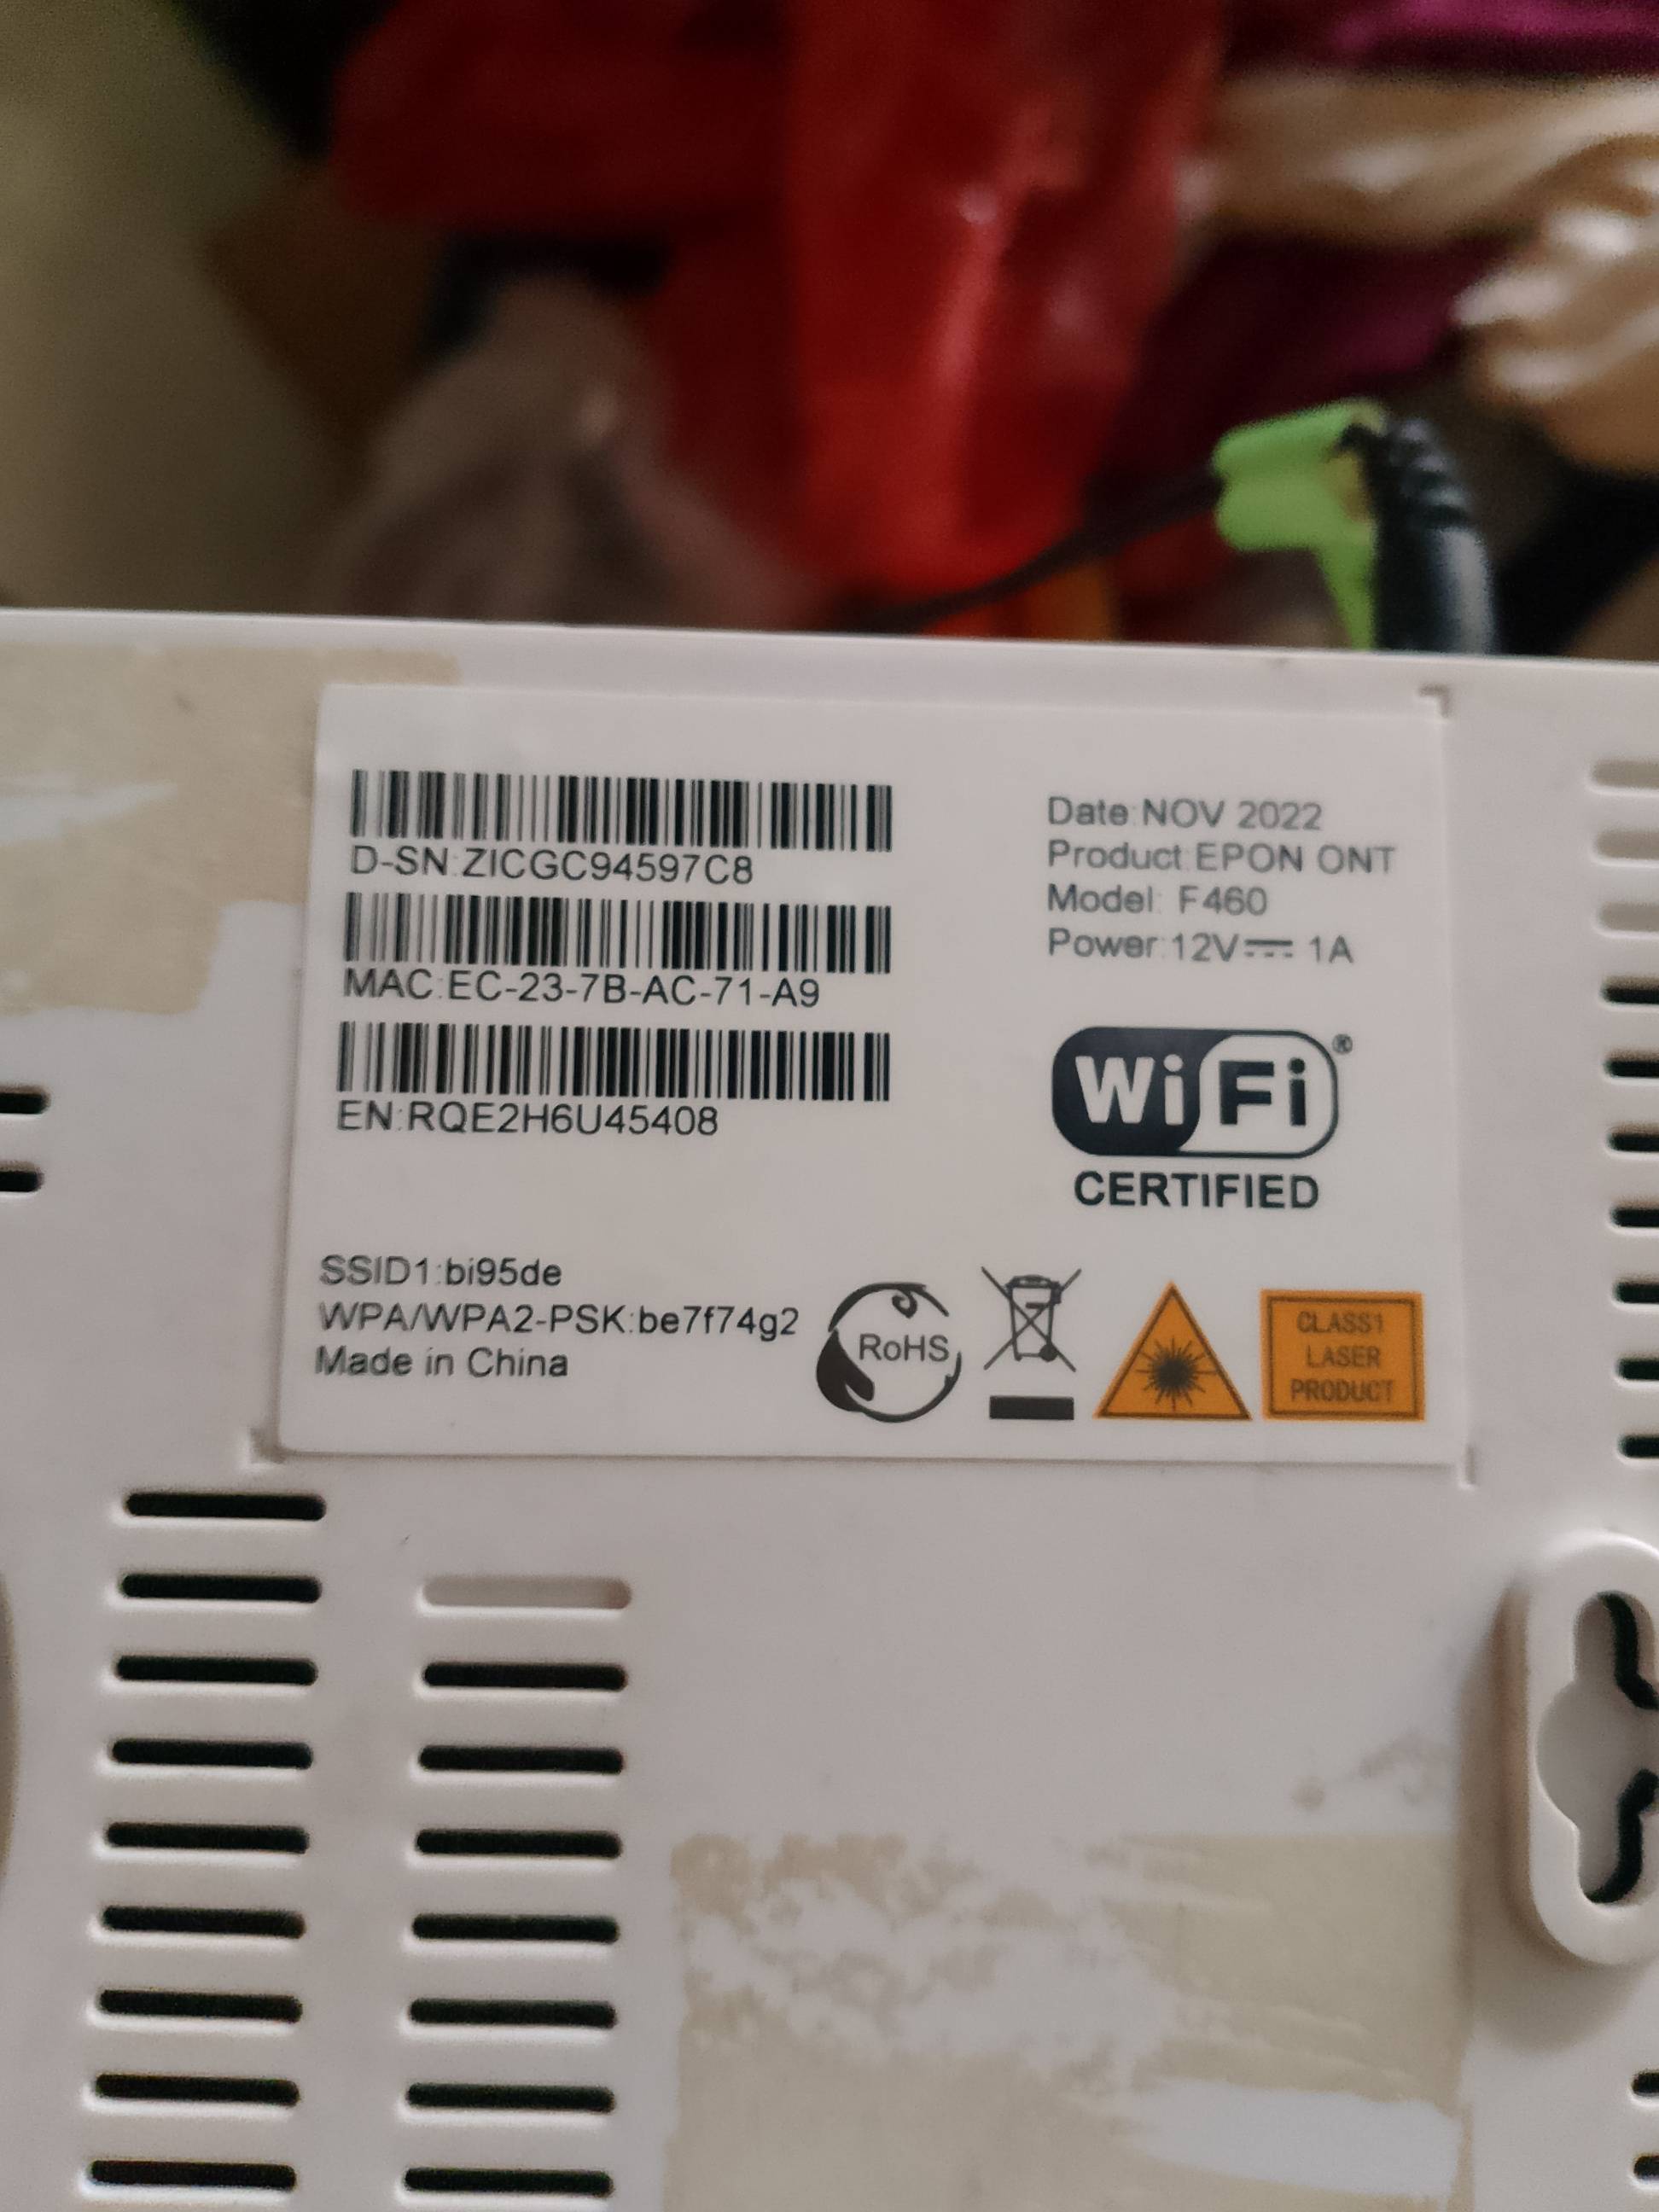 D-SN:ZICGC94597C8
MAC:EC-23-7B-AC-71-A9
EN:RQE2H6U45408
Date:NOV 2022
Product:EPON ONT
Model: F460
Power:12V⎓ 1A
WiFi®
CERTIFIED
SSID1:bi95de
WPA/WPA2-PSK:be7f74g2
Made in China
RoHS
CLASS1
LASER
PRODUCT